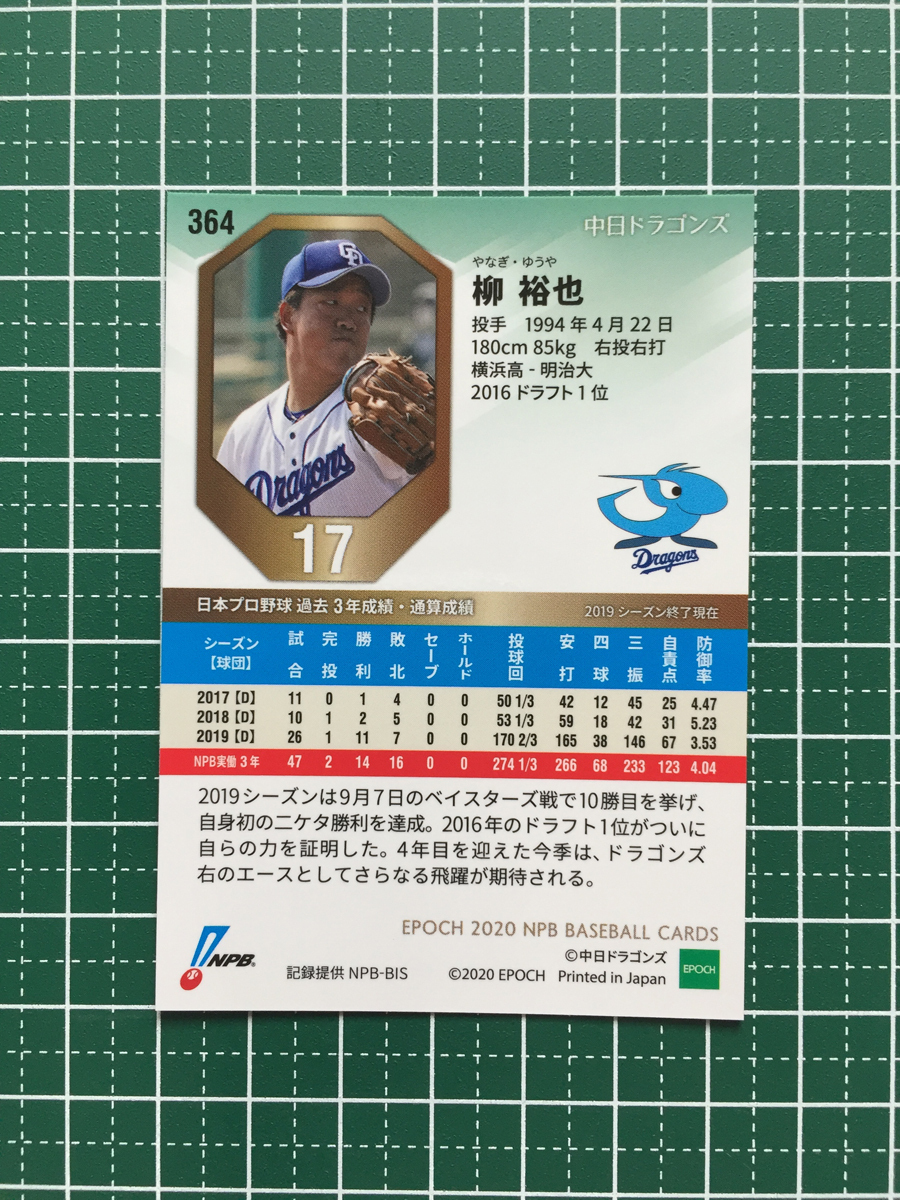 364
中日ドラゴンズ
CD
Dragons
17
やなぎ・ゆうや
柳 裕也
投手 1994年4月22日
180cm 85kg 右投右打
横浜高 - 明治大
2016ドラフト1位
Dragons
日本プロ野球 過去3年成績・通算成績 2019シーズン終了現在
シーズン【球団】 試合 完投 勝利 敗北 セーブ ホールド 投球回 安打 四球 三振 自責点 防御率
2017【D】 11 0 1 4 0 0 50 1/3 42 12 45 25 4.47
2018【D】 10 1 2 5 0 0 53 1/3 59 18 42 31 5.23
2019【D】 26 1 11 7 0 0 170 2/3 165 38 146 67 3.53
NPB実働3年 47 2 14 16 0 0 274 1/3 266 68 233 123 4.04
2019シーズンは9月7日のベイスターズ戦で10勝目を挙げ、
自身初の二ケタ勝利を達成。2016年のドラフト1位がついに
自らの力を証明した。4年目を迎えた今季は、ドラゴンズ
右のエースとしてさらなる飛躍が期待される。
EPOCH 2020 NPB BASEBALL CARDS
NPB
記録提供 NPB-BIS
©中日ドラゴンズ
©2020 EPOCH Printed in Japan
EPOCH